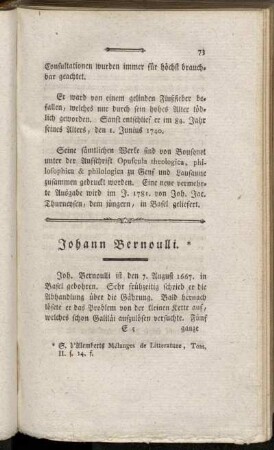 73
Consultationen wurden immer für höchst brauch-
bar geachtet.
Er ward von einem gelinden Flußfieber be-
fallen, welches nur durch sein hohes Alter töd-
lich geworden. Sanft entschlief er im 82. Jahr
seines Alters, den 1. Junius 1740.
Seine sämtlichen Werke sind von Bousquet
unter der Aufschrift Opuscula theologica, phi-
losophica & philologica zu Genf und Lausanne
zusammen gedruckt worden. Eine neue vermehr-
te Ausgabe wird im J. 1781. von Joh. Jac.
Thurneysen, dem jüngern, in Basel geliefert.
Johann Bernoulli. *
Joh. Bernoulli ist den 7. August 1667. in
Basel gebohren. Sehr frühzeitig schrieb er die
Abhandlung über die Gährung. Bald hernach
lösete er das Problem von der kleinen Kette auf,
welches schon Galiläi aufzulösen versuchte. Fünf
E 5
ganze
* S. d'Alemberts Mélanges de Litterature, Tom.
II. s. 14. f.